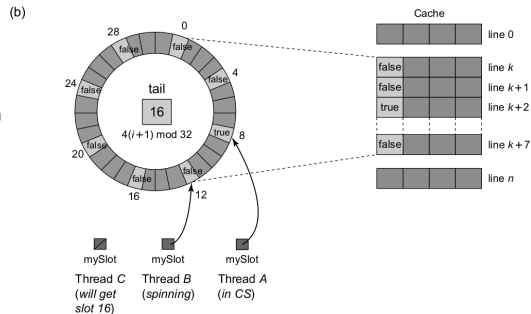 (b)
28
0
false
false
24
false
false
4
tail
16
4(i+1) mod 32
true
8
20
false
false
false
16
12
mySlot
mySlot
mySlot
Thread C
(will get
slot 16)
Thread B
(spinning)
Thread A
(in CS)
Cache
line 0
false
line k
false
line k+1
true
line k+2
false
line k+7
line n